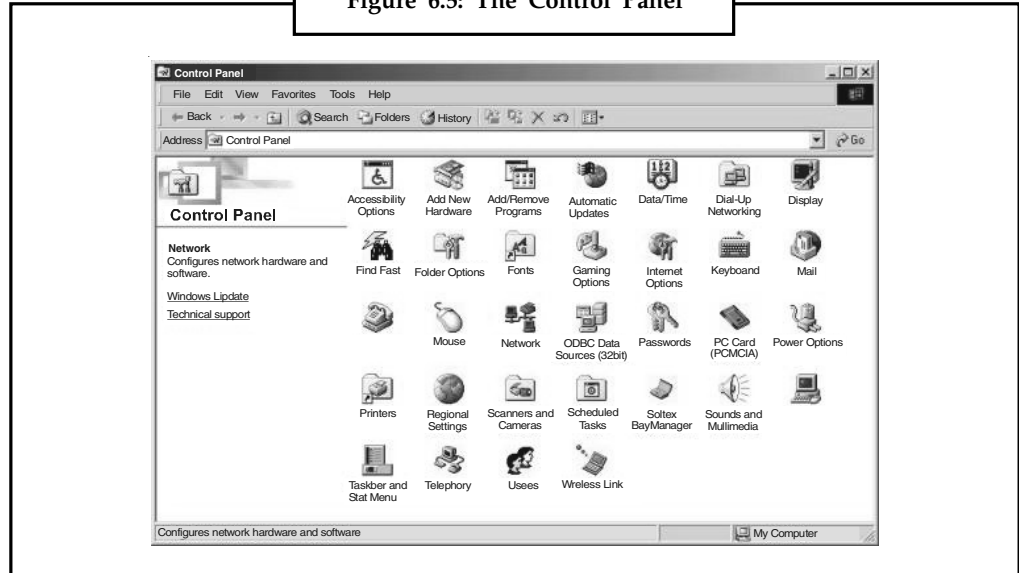 Figure 6.5: The Control Panel
Control Panel
File Edit View Favorites Tools Help
Back Search Folders History
Address Control Panel Go
Control Panel
Network
Configures network hardware and
software.
Windows Lipdate
Technical support
Accessibility
Options
Add New
Hardware
Add/Remove
Programs
Automatic
Updates
Data/Time
Dial-Up
Networking
Display
Find Fast
Folder Options
Fonts
Gaming
Options
Internet
Options
Keyboand
Mail
Mouse
Network
ODBC Data
Sources (32bit)
Passwords
PC Card
(PCMCIA)
Power Options
Printers
Regional
Settings
Scanners and
Cameras
Scheduled
Tasks
Soltex
BayManager
Sounds and
Mullimedia
Taskber and
Stat Menu
Telephory
Usees
Wreless Link
Configures network hardware and software
My Computer